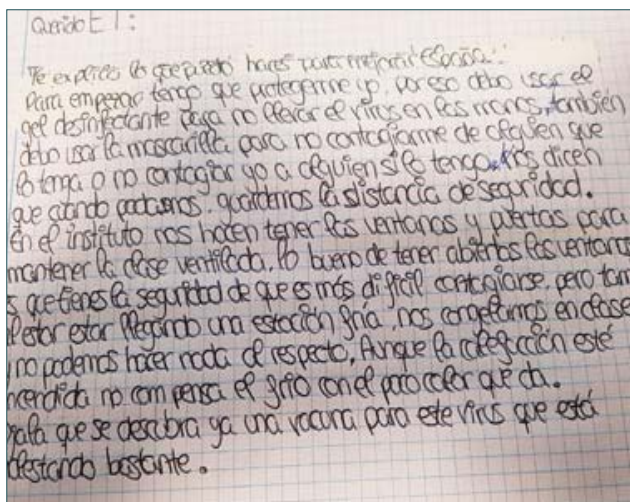 Querido E I:
Te explico lo que puedo hacer para mejorar España:
Para empezar tengo que protegerme yo, por eso debo usar el
gel desinfectante para no llevar el virus en las manos, también
debo usar la mascarilla para no contagiarme de alguien que
lo tenga o no contagiar yo a alguien si lo tengo. Nos dicen
que cuando podamos, guardemos la distancia de seguridad.
En el instituto nos hacen tener las ventanas y puertas para
mantener la clase ventilada, lo bueno de tener abiertas las ventanas
s que tienes la seguridad de que es más difícil contagiarse, pero tam
al estar estar llegando una estación fría, nos congelamos en clase
y no podemos hacer nada al respecto. Aunque la calefacción esté
ncendida no compensa el frío con el poco calor que da.
jala que se descubra ya una vacuna para este virus que está
afectando bastante.